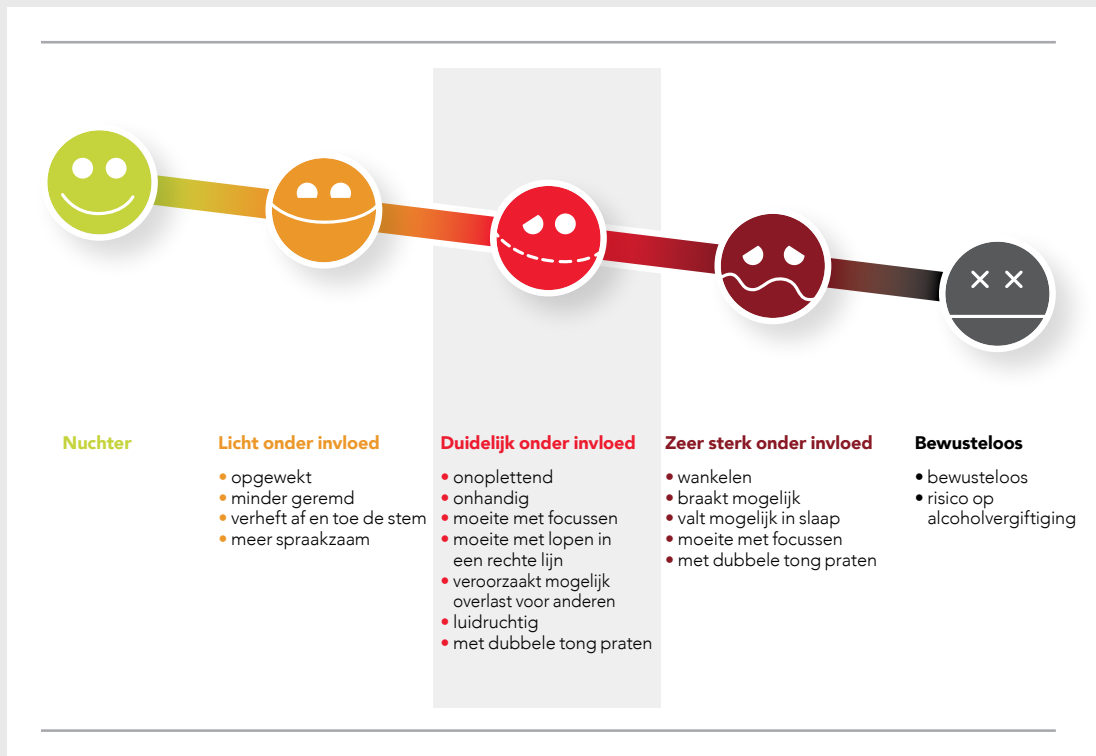 Nuchter
Licht onder invloed
• opgewekt
• minder geremd
• verheft af en toe de stem
• meer spraakzaam
Duidelijk onder invloed
• onoplettend
• onhandig
• moeite met focussen
• moeite met lopen in
een rechte lijn
• veroorzaakt mogelijk
overlast voor anderen
• luidruchtig
• met dubbele tong praten
Zeer sterk onder invloed
• wankelen
• braakt mogelijk
• valt mogelijk in slaap
• moeite met focussen
• met dubbele tong praten
Bewusteloos
• bewusteloos
• risico op
alcoholvergiftiging